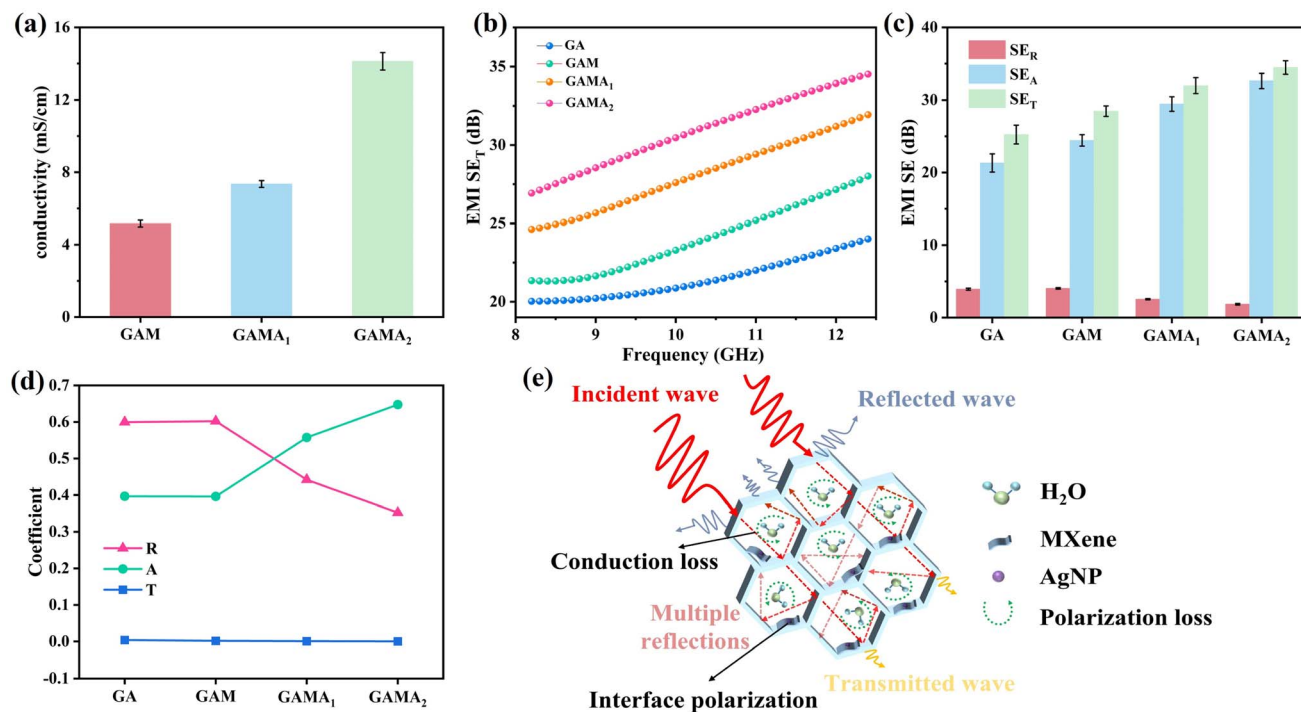 (a)
conductivity (mS/cm)
16
12
8
4
0
GAM
GAMA₁
GAMA₂
(b)
EMI SE_T (dB)
35
30
25
20
GA
GAM
GAMA₁
GAMA₂
8
9
10
11
12
Frequency (GHz)
(c)
EMI SE (dB)
40
30
20
10
0
SE_R
SE_A
SE_T
GA
GAM
GAMA₁
GAMA₂
(d)
Coefficient
0.7
0.6
0.5
0.4
0.3
0.2
0.1
0.0
-0.1
R
A
T
GA
GAM
GAMA₁
GAMA₂
(e)
Incident wave
Reflected wave
Conduction loss
Multiple
reflections
Interface polarization
Transmitted wave
H₂O
MXene
AgNP
Polarization loss